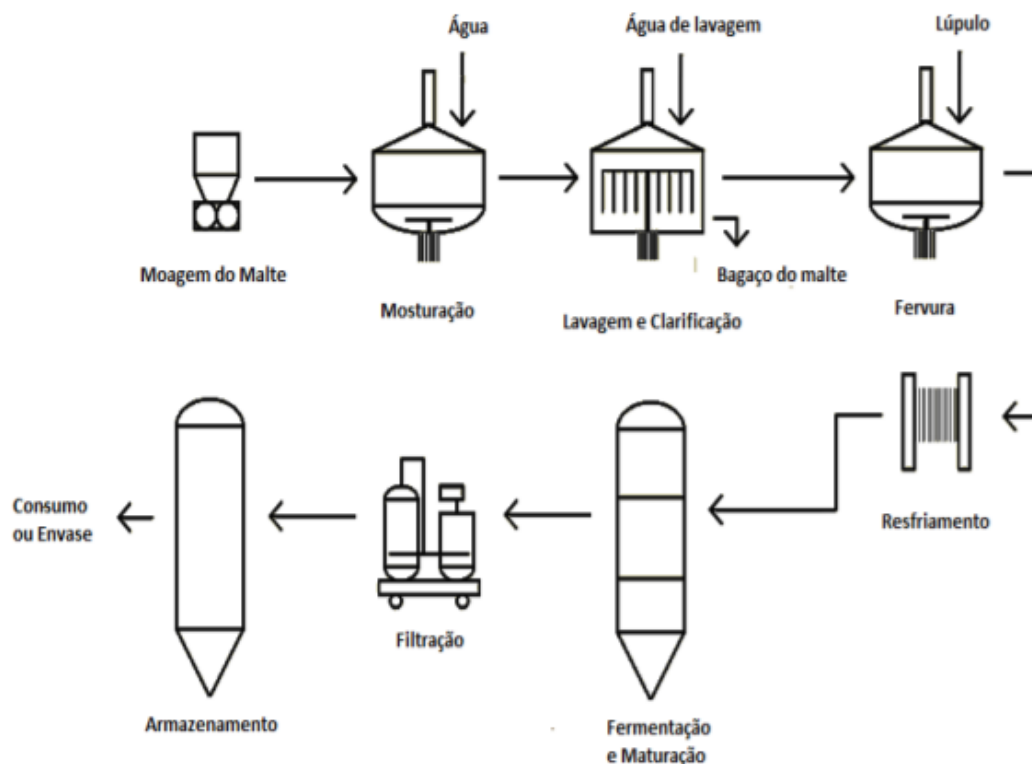 Água
Água de lavagem
Lúpulo
Moagem do Malte
Mosturação
Lavagem e Clarificação
Bagaço do malte
Fervura
Resfriamento
Fermentação
e Maturação
Filtração
Armazenamento
Consumo
ou Envase